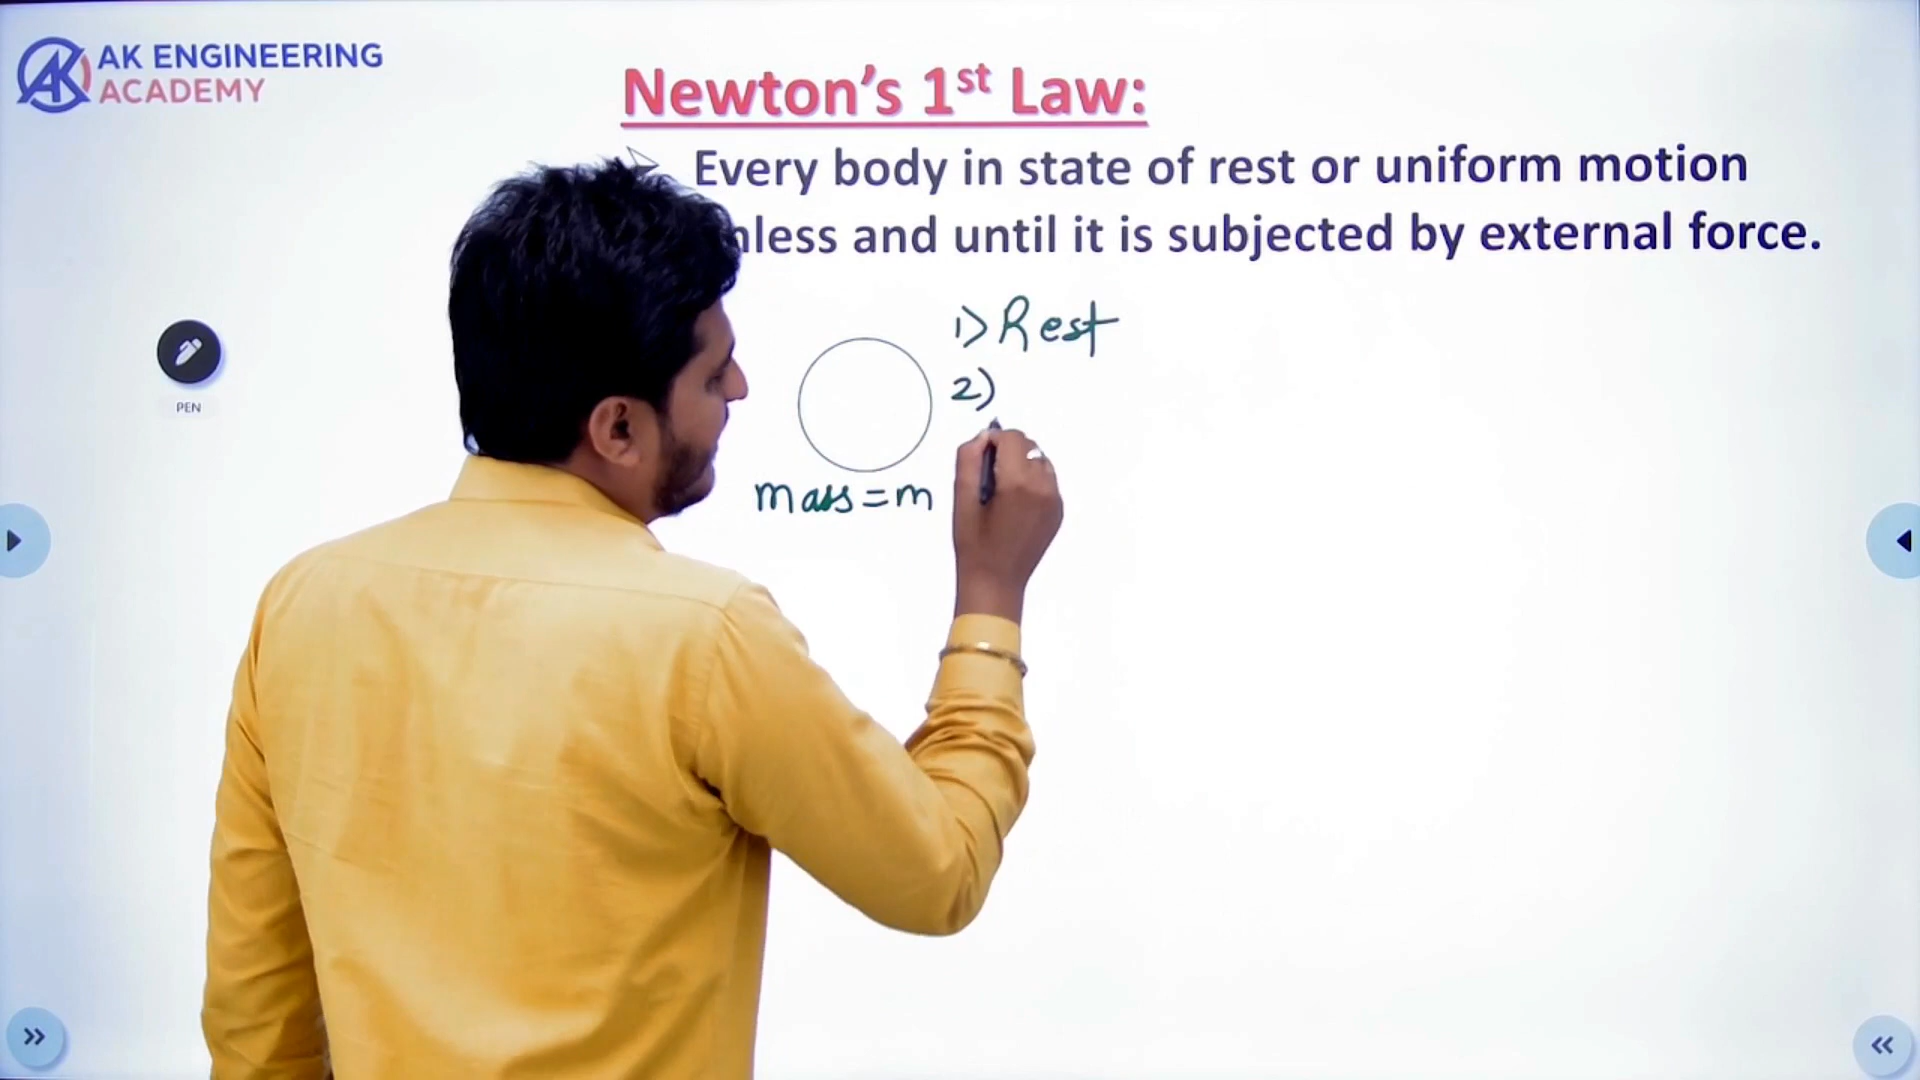 AK ENGINEERING
ACADEMY
Newton's 1st Law:
Every body in state of rest or uniform motion
and until it is subjected by external force.
1) Rest
2)
PEN
mass = m